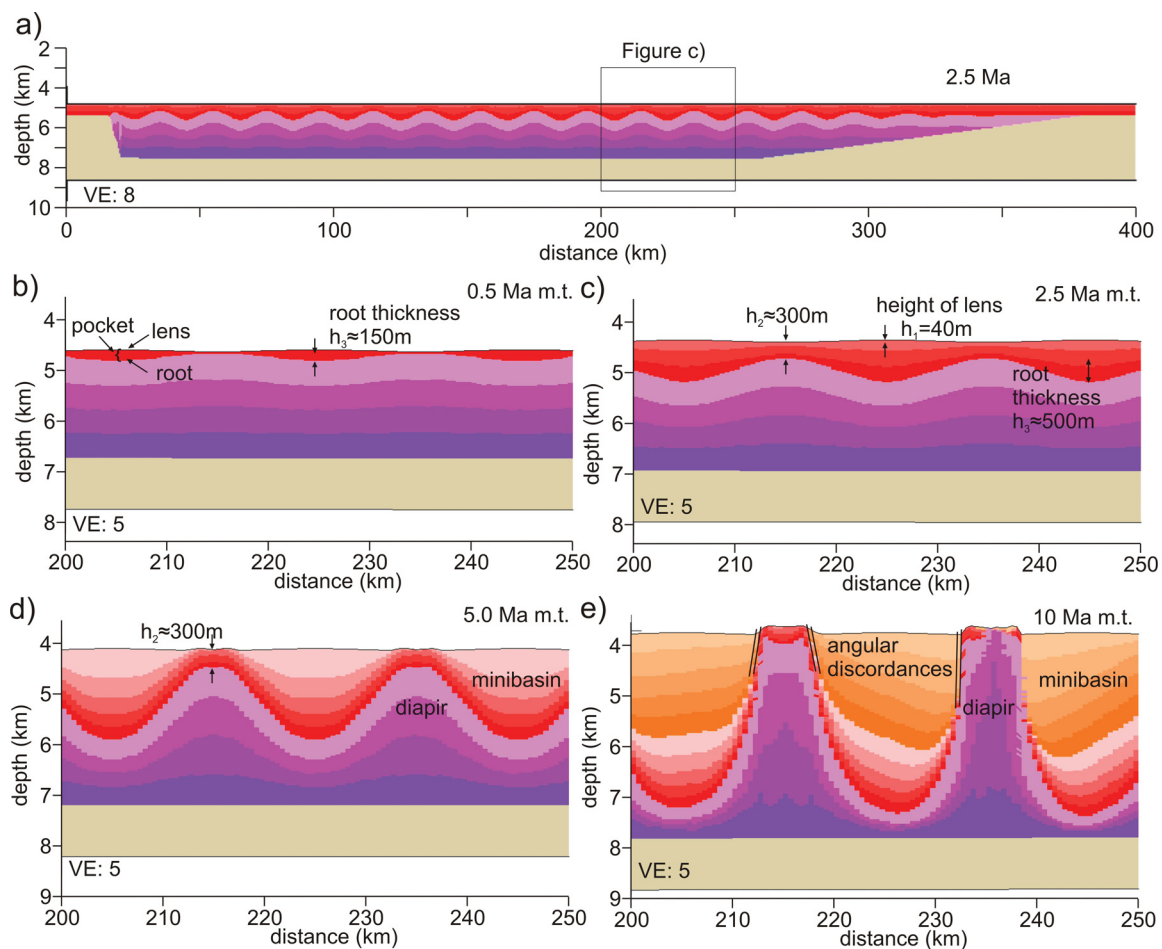 a)
Figure c)
2.5 Ma
2
4
6
8
10
depth (km)
VE: 8
0
50
100
150
200
250
300
350
400
distance (km)
b)
0.5 Ma m.t.
pocket
lens
root
root thickness
h₃≈150m
4
5
6
7
8
depth (km)
VE: 5
200
210
220
230
240
250
distance (km)
c)
2.5 Ma m.t.
h₂≈300m
height of lens
h₁=40m
root
thickness
h₃≈500m
4
5
6
7
8
depth (km)
VE: 5
200
210
220
230
240
250
distance (km)
d)
5.0 Ma m.t.
h₂≈300m
minibasin
diapir
4
5
6
7
8
9
depth (km)
VE: 5
200
210
220
230
240
250
distance (km)
e)
10 Ma m.t.
angular
discordances
minibasin
diapir
4
5
6
7
8
9
depth (km)
VE: 5
200
210
220
230
240
250
distance (km)